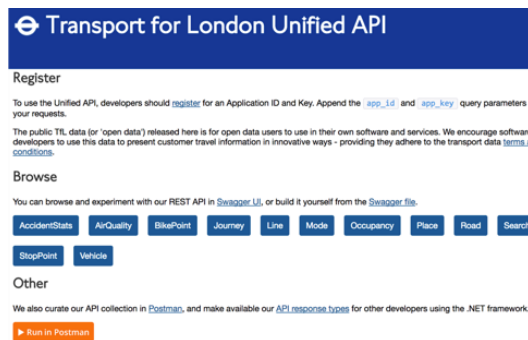 Transport for London Unified API
Register
To use the Unified API, developers should register for an Application ID and Key. Append the app_id and app_key query parameters
your requests.
The public TfL data (or 'open data') released here is for open data users to use in their own software and services. We encourage softwar
developers to use this data to present customer travel information in innovative ways - providing they adhere to the transport data terms a
conditions.
Browse
You can browse and experiment with our REST API in Swagger UI, or build it yourself from the Swagger file.
AccidentStats AirQuality BikePoint Journey Line Mode Occupancy Place Road Search
StopPoint Vehicle
Other
We also curate our API collection in Postman, and make available our API response types for other developers using the .NET framework.
Run in Postman